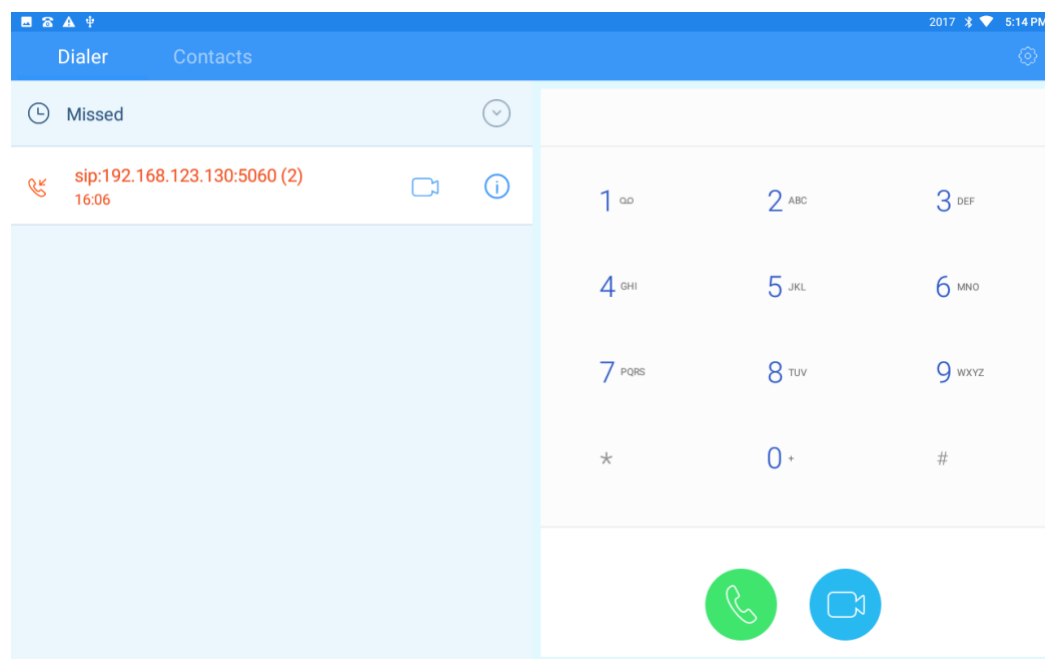 2017 5:14 PM
Dialer Contacts
Missed
sip:192.168.123.130:5060 (2)
16:06
1 2 ABC 3 DEF
4 GHI 5 JKL 6 MNO
7 PQRS 8 TUV 9 WXYZ
* 0 + #